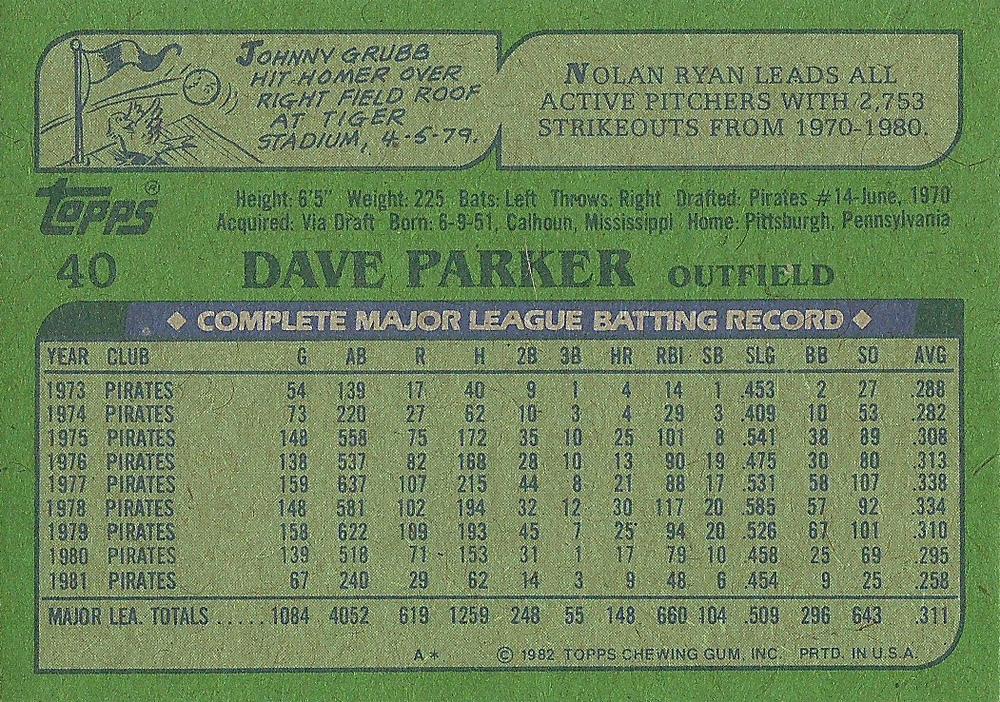 JOHNNY GRUBB
HIT HOMER OVER
RIGHT FIELD ROOF
AT TIGER
STADIUM, 4-5-79.
NOLAN RYAN LEADS ALL
ACTIVE PITCHERS WITH 2,753
STRIKEOUTS FROM 1970-1980.
topps®
Height: 6'5" Weight: 225 Bats: Left Throws: Right Drafted: Pirates #14-June, 1970
Acquired: Via Draft Born: 6-9-51, Calhoun, Mississippi Home: Pittsburgh, Pennsylvania
40 DAVE PARKER OUTFIELD
◆ COMPLETE MAJOR LEAGUE BATTING RECORD ◆
YEAR CLUB G AB R H 2B 3B HR RBI SB SLG BB SO AVG
1973 PIRATES 54 139 17 40 9 1 4 14 1 .453 2 27 .288
1974 PIRATES 73 220 27 62 10 3 4 29 3 .409 10 53 .282
1975 PIRATES 148 558 75 172 35 10 25 101 8 .541 38 89 .308
1976 PIRATES 138 537 82 168 28 10 13 90 19 .475 30 80 .313
1977 PIRATES 159 637 107 215 44 8 21 88 17 .531 58 107 .338
1978 PIRATES 148 581 102 194 32 12 30 117 20 .585 57 92 .334
1979 PIRATES 158 622 109 193 45 7 25 94 20 .526 67 101 .310
1980 PIRATES 139 518 71 153 31 1 17 79 10 .458 25 69 .295
1981 PIRATES 67 240 29 62 14 3 9 48 6 .454 9 25 .258
MAJOR LEA. TOTALS ..... 1084 4052 619 1259 248 55 148 660 104 .509 296 643 .311
A* © 1982 TOPPS CHEWING GUM, INC. PRTD. IN U.S.A.